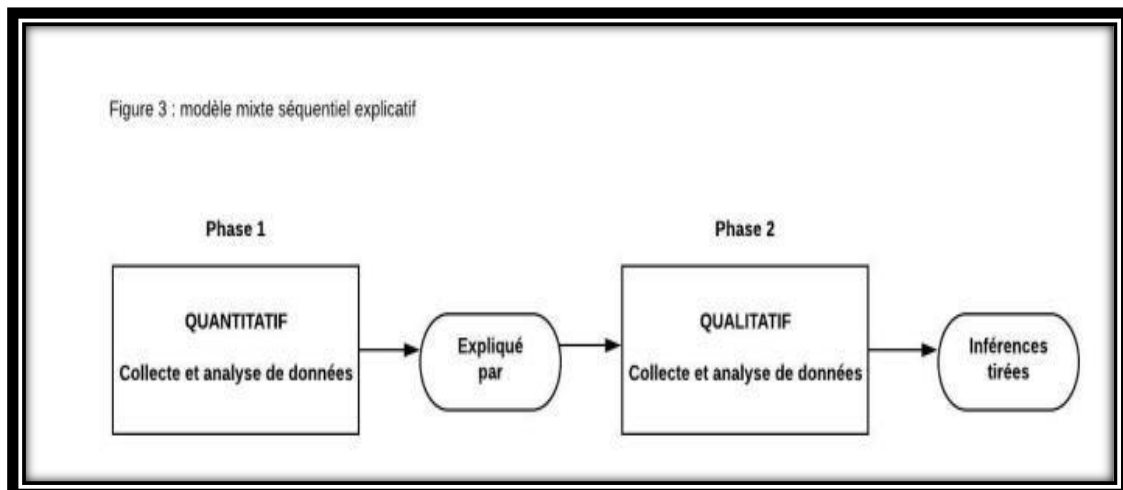 Figure 3 : modèle mixte séquentiel explicatif
Phase 1
QUANTITATIF
Collecte et analyse de données
Expliqué
par
Phase 2
QUALITATIF
Collecte et analyse de données
Inférences
tirées